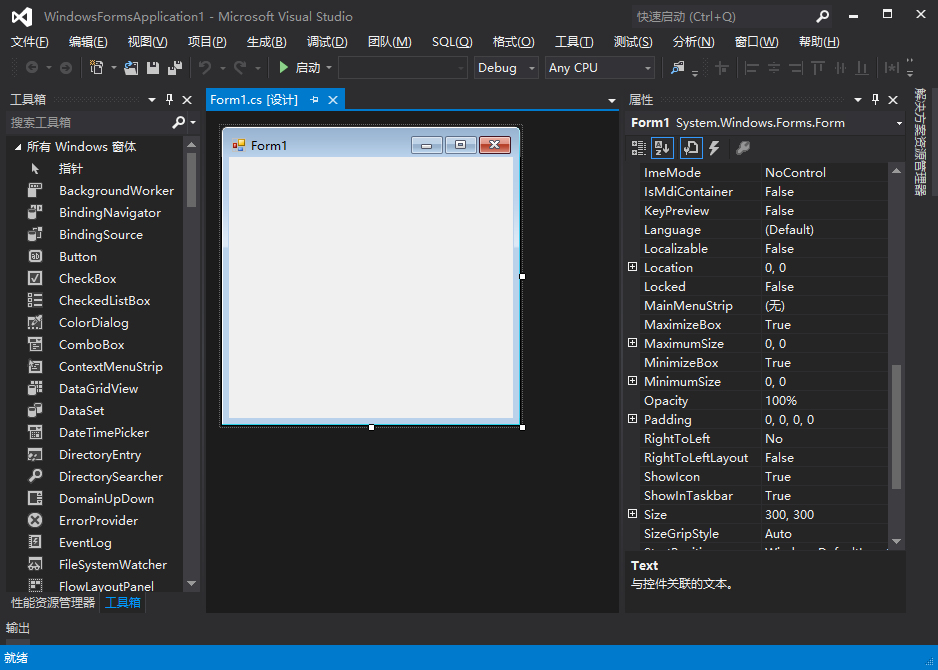 WindowsFormsApplication1 - Microsoft Visual Studio
快速启动 (Ctrl+Q)
文件(F) 编辑(E) 视图(V) 项目(P) 生成(B) 调试(D) 团队(M) SQL(Q) 格式(O) 工具(T) 测试(S) 分析(N) 窗口(W) 帮助(H)
启动 Debug Any CPU
工具箱
搜索工具箱
所有 Windows 窗体
指针
BackgroundWorker
BindingNavigator
BindingSource
Button
CheckBox
CheckedListBox
ColorDialog
ComboBox
ContextMenuStrip
DataGridView
DataSet
DateTimePicker
DirectoryEntry
DirectorySearcher
DomainUpDown
ErrorProvider
EventLog
FileSystemWatcher
FlowLayoutPanel
性能资源管理器 工具箱
Form1.cs [设计]
Form1
属性
Form1 System.Windows.Forms.Form
ImeMode NoControl
IsMdiContainer False
KeyPreview False
Language (Default)
Localizable False
Location 0, 0
Locked False
MainMenuStrip (无)
MaximizeBox True
MaximumSize 0, 0
MinimizeBox True
MinimumSize 0, 0
Opacity 100%
Padding 0, 0, 0, 0
RightToLeft No
RightToLeftLayout False
ShowIcon True
ShowInTaskbar True
Size 300, 300
SizeGripStyle Auto
Text
与控件关联的文本。
解决方案资源管理器
输出
就绪